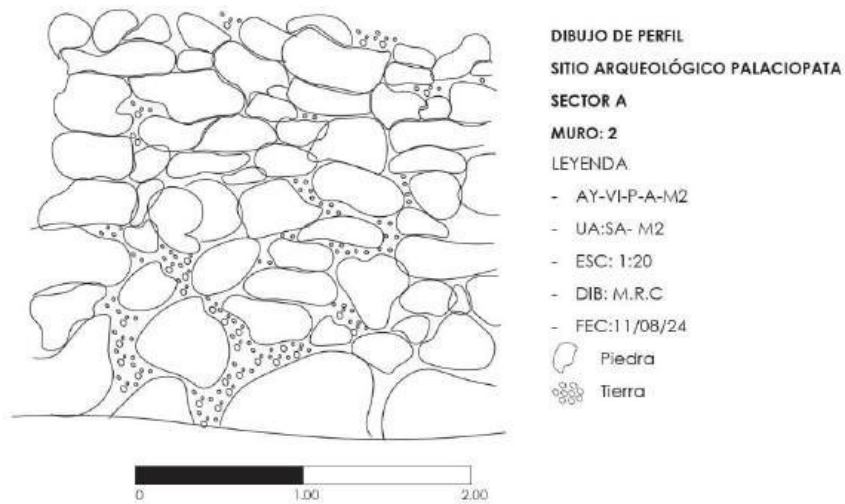 DIBUJO DE PERFIL
SITIO ARQUEOLÓGICO PALACIOPATA
SECTOR A
MURO: 2
LEYENDA
- AY-VI-P-A-M2
- UA:SA- M2
- ESC: 1:20
- DIB: M.R.C
- FEC:11/08/24
Piedra
Tierra
0 1.00 2.00